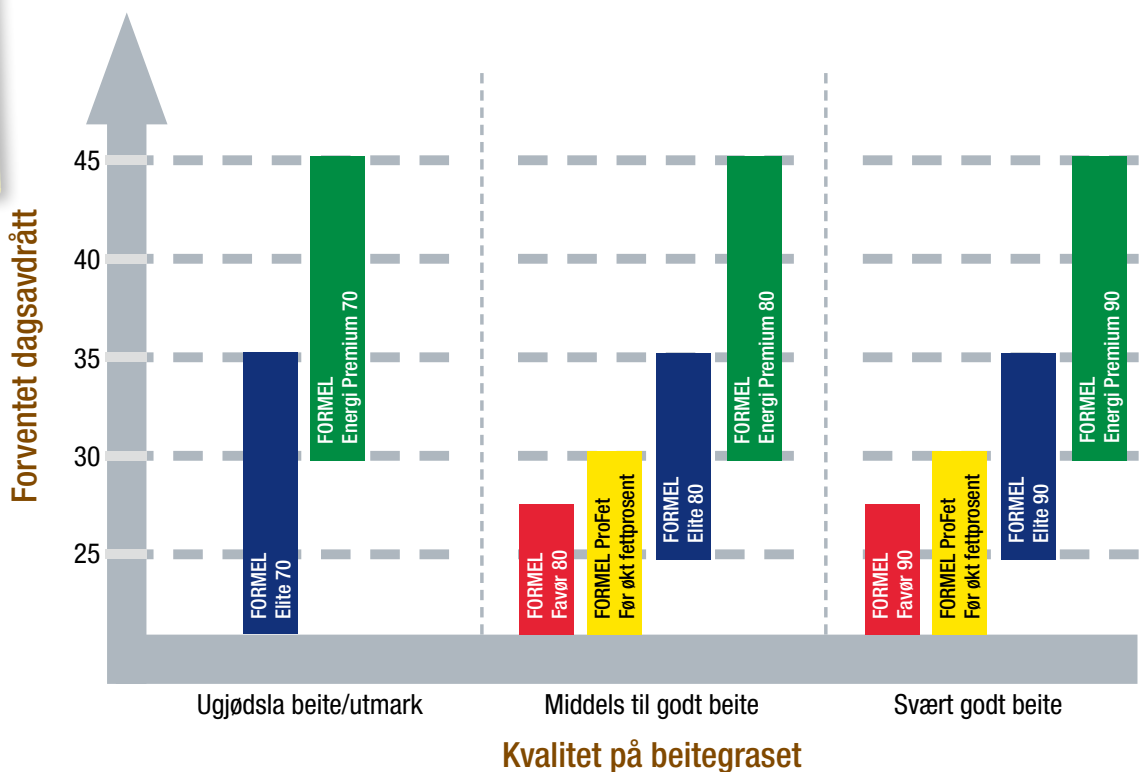 Forventet dagsavdrått
45
40
35
30
25
FORMEL
Elite 70
FORMEL
Energi Premium 70
FORMEL
Favør 80
FORMEL ProFet
Før økt fettprosent
FORMEL
Elite 80
FORMEL
Energi Premium 80
FORMEL
Favør 90
FORMEL ProFet
Før økt fettprosent
FORMEL
Elite 90
FORMEL
Energi Premium 90
Ugjødsla beite/utmark
Middels til godt beite
Svært godt beite
Kvalitet på beitegraset